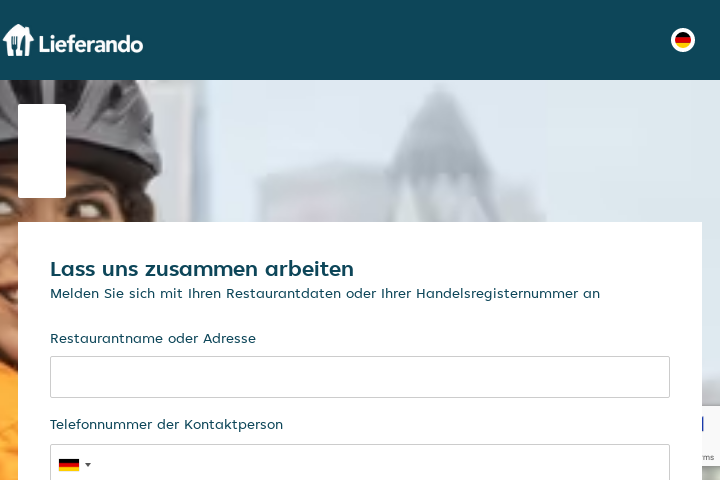 Lieferando
Lass uns zusammen arbeiten
Melden Sie sich mit Ihren Restaurantdaten oder Ihrer Handelsregisternummer an
Restaurantname oder Adresse
Telefonnummer der Kontaktperson